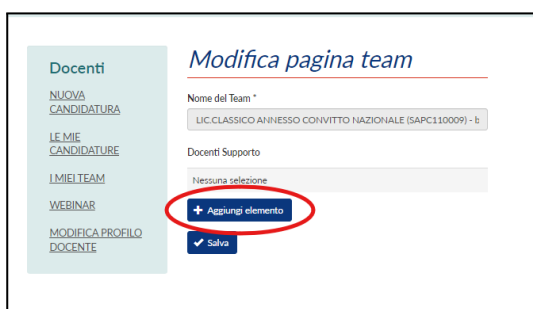 Docenti
NUOVA
CANDIDATURA
LE MIE
CANDIDATURE
I MIEI TEAM
WEBINAR
MODIFICA PROFILO
DOCENTE
Modifica pagina team
Nome del Team *
LIC.CLASSICO ANNESSO CONVITTO NAZIONALE (SAPC110009) - b
Docenti Supporto
Nessuna selezione
+ Aggiungi elemento
✔ Salva